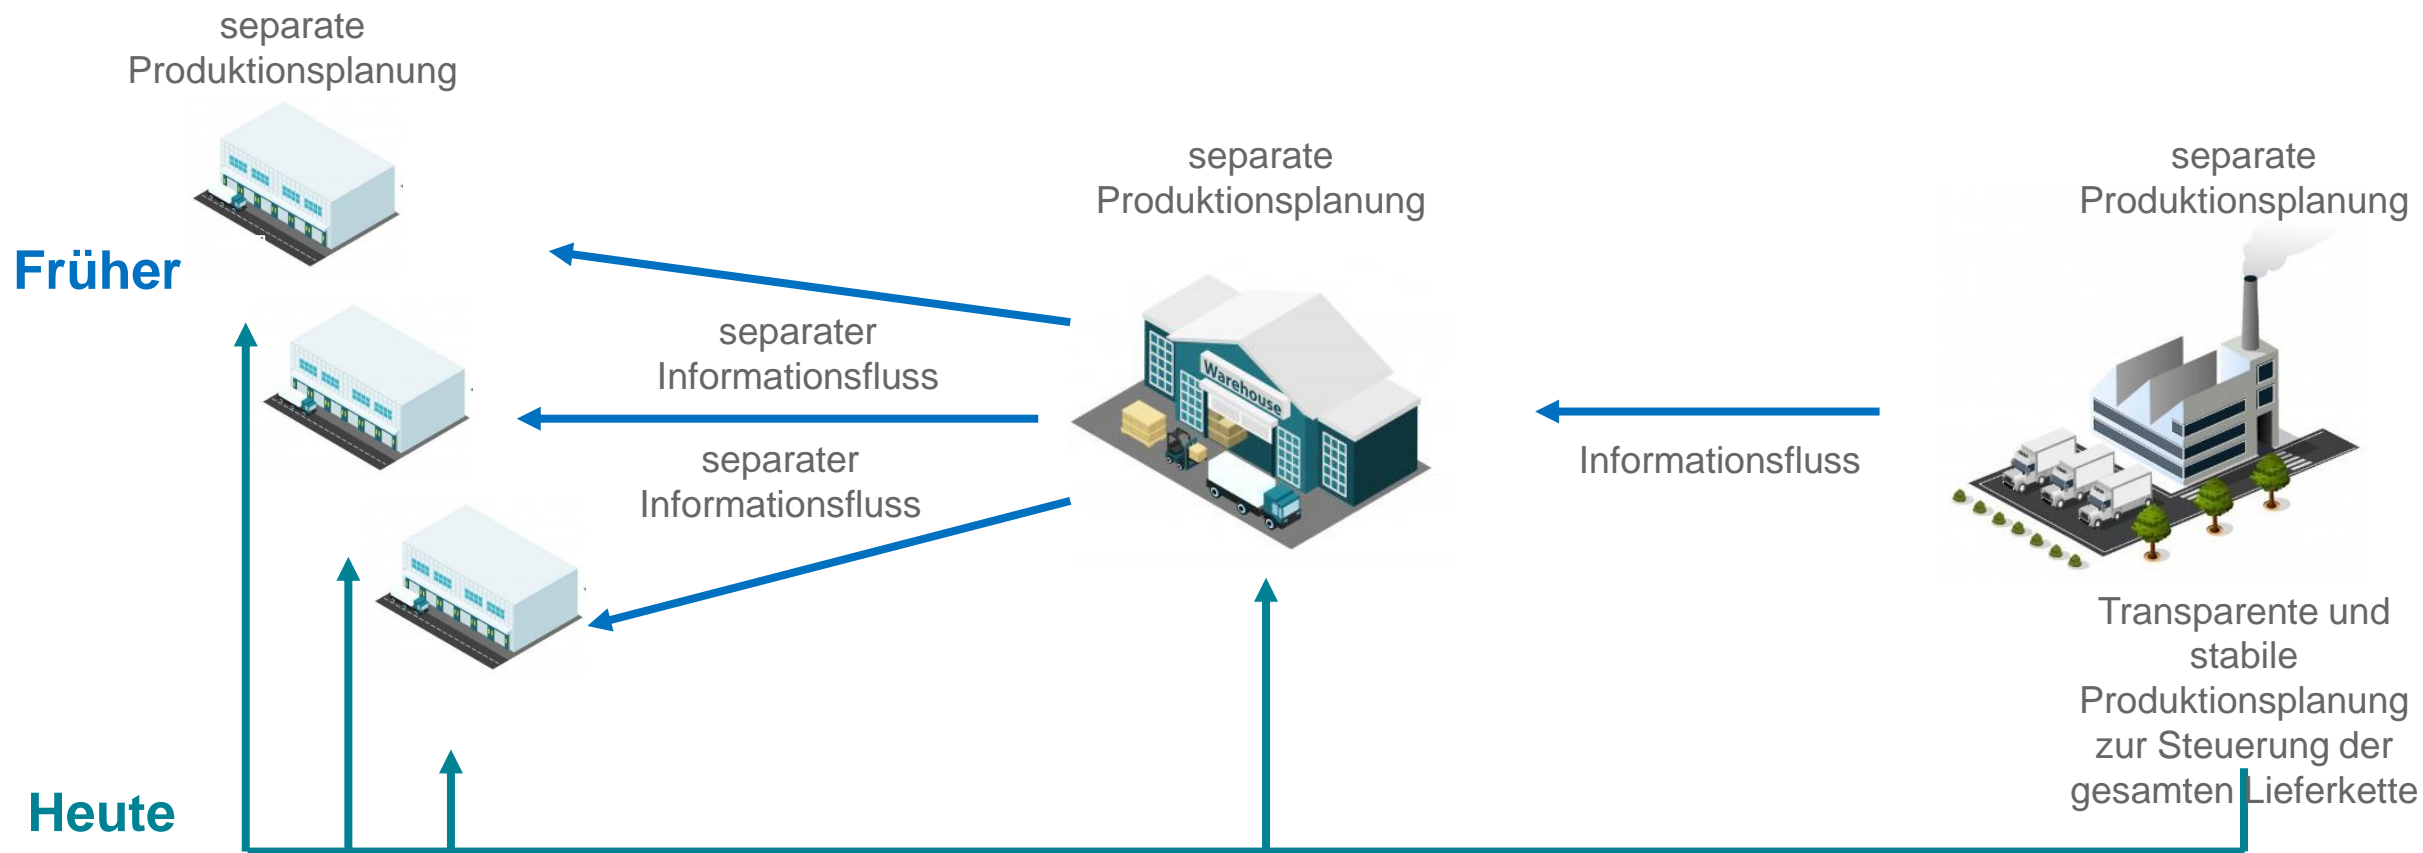 separate
Produktionsplanung
separate
Produktionsplanung
separate
Produktionsplanung
Früher
separater
Informationsfluss
Warehouse
separater
Informationsfluss
Informationsfluss
Transparente und
stabile
Produktionsplanung
zur Steuerung der
gesamten Lieferkette
Heute